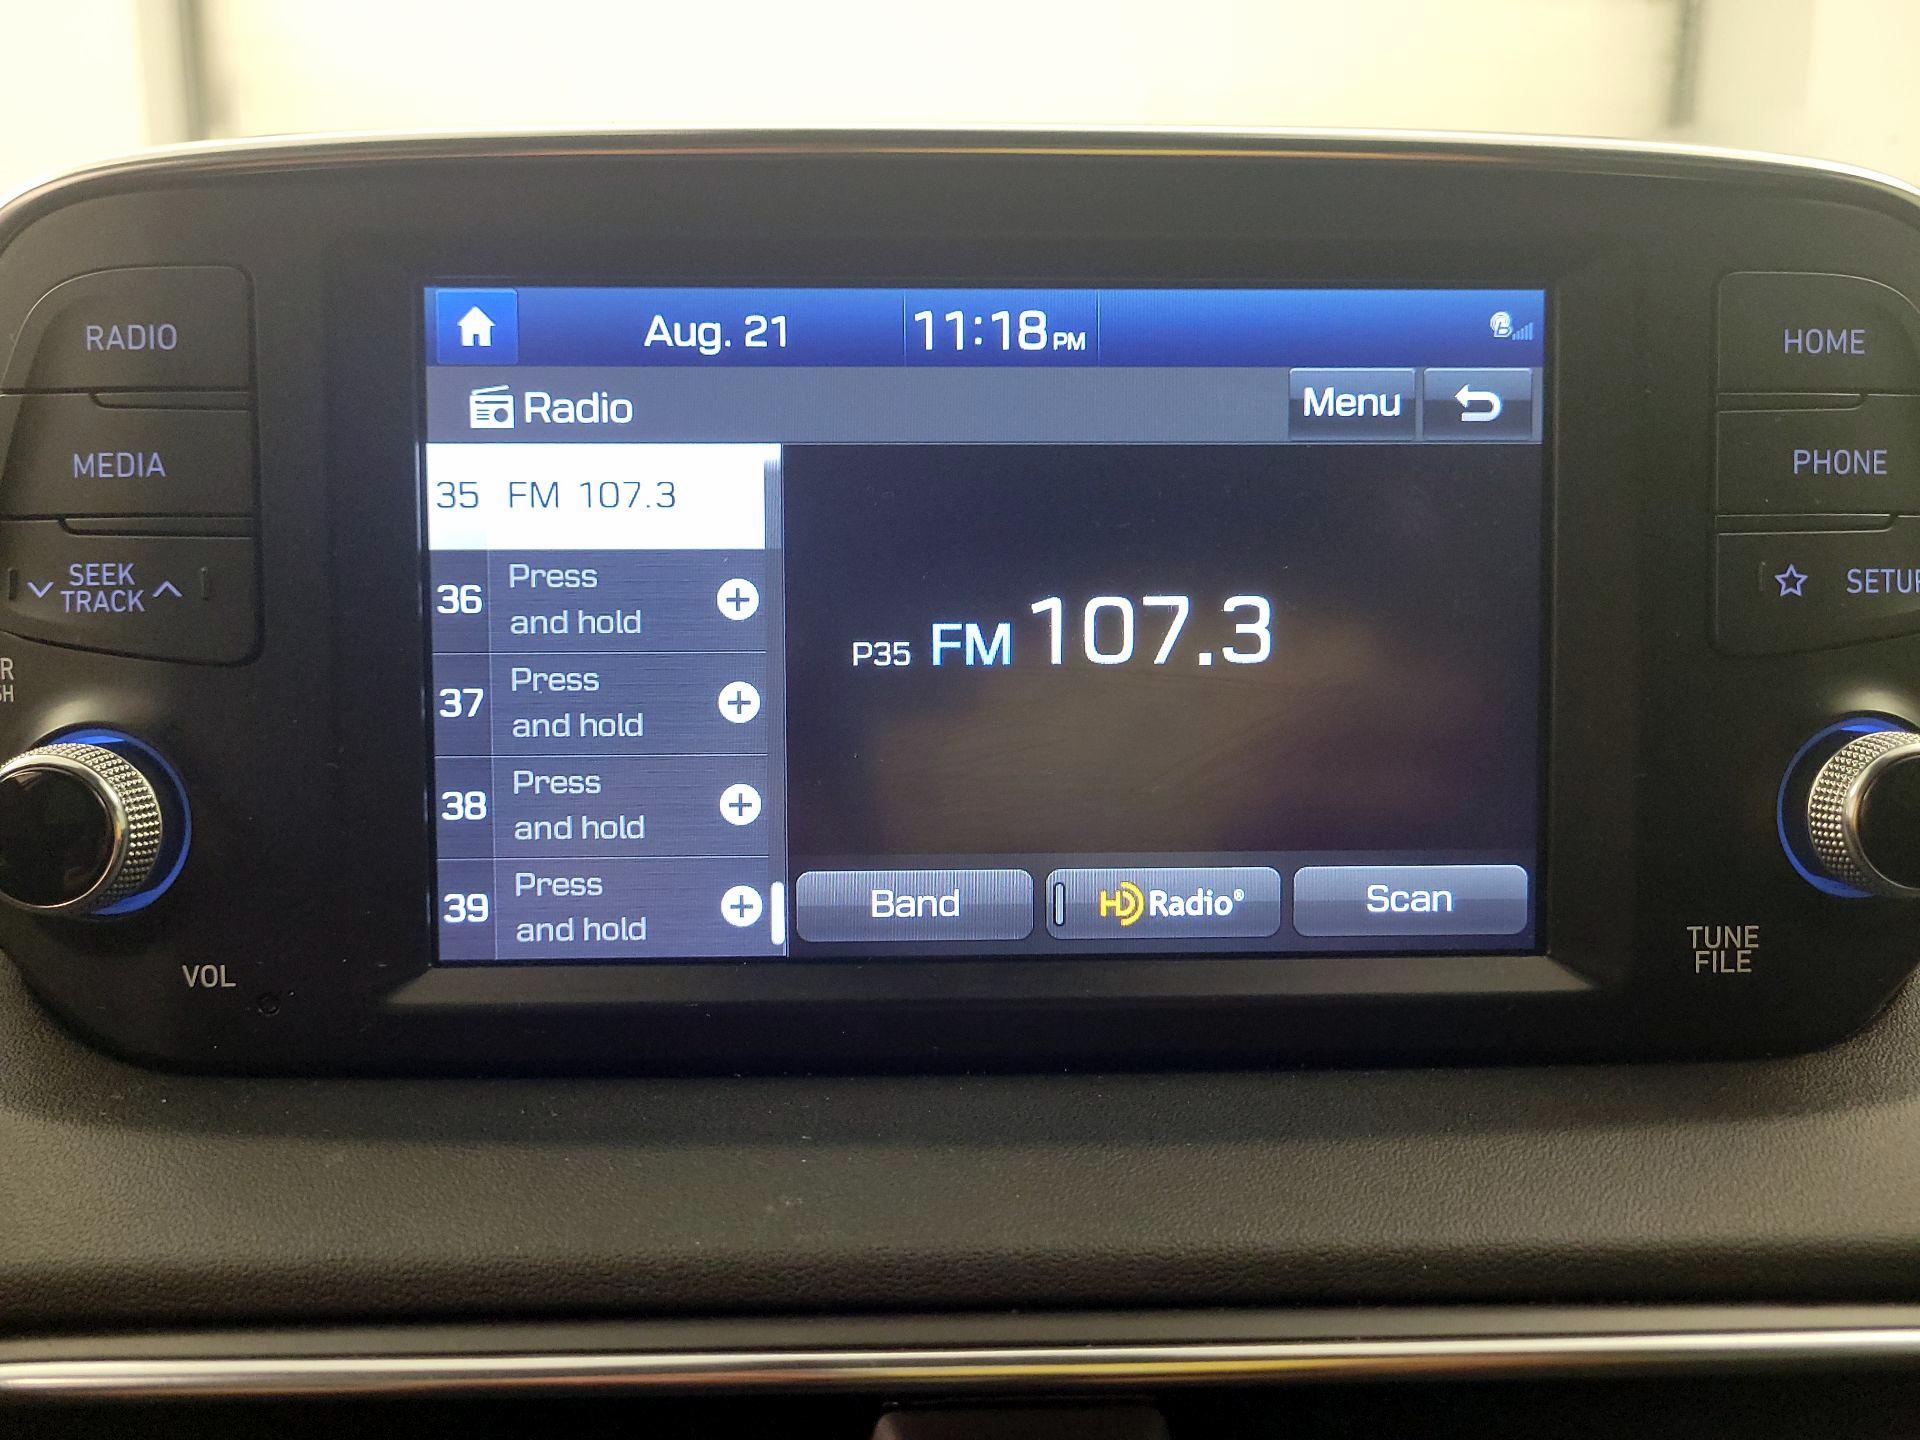 Aug. 21 11:18 PM
Radio Menu
35 FM 107.3
36 Press
and hold
37 Press
and hold
38 Press
and hold
39 Press
and hold
P35 FM 107.3
Band HD Radio® Scan
RADIO
MEDIA
SEEK
TRACK
VOL
HOME
PHONE
SETUP
TUNE
FILE